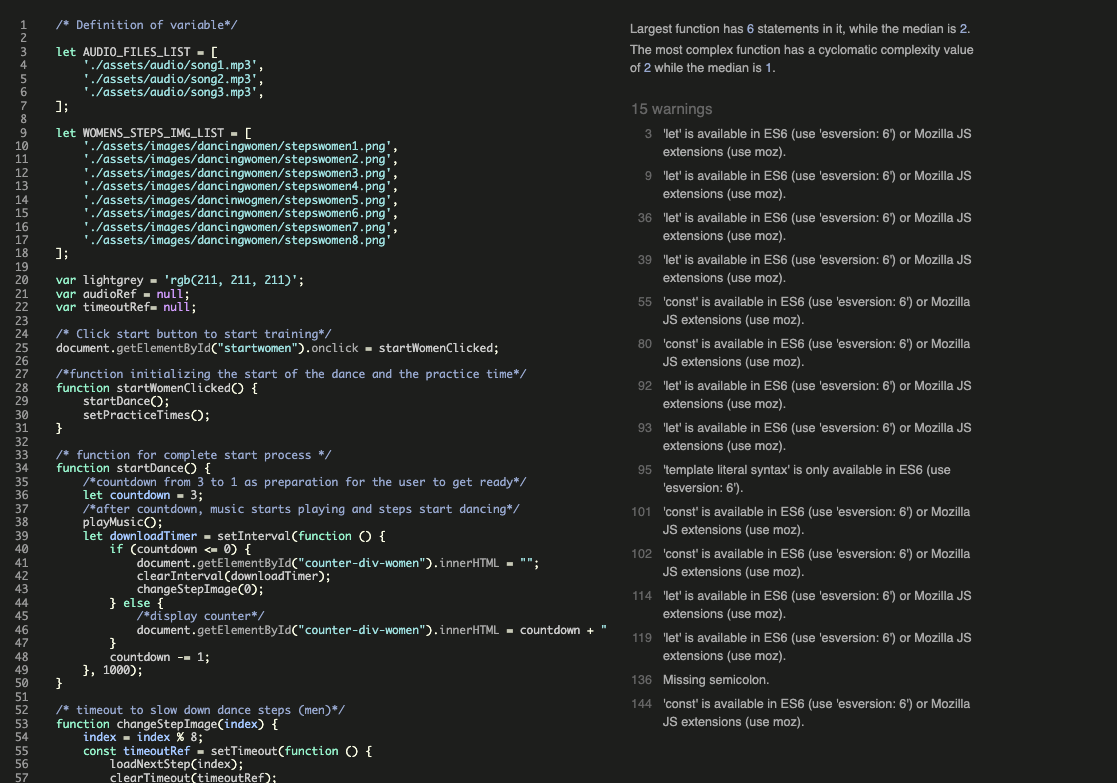 1 /* Definition of variable*/
2
3 let AUDIO_FILES_LIST = [
4 './assets/audio/song1.mp3',
5 './assets/audio/song2.mp3',
6 './assets/audio/song3.mp3',
7 ];
8
9 let WOMENS_STEPS_IMG_LIST = [
10 './assets/images/dancingwomen/stepswomen1.png',
11 './assets/images/dancingwomen/stepswomen2.png',
12 './assets/images/dancingwomen/stepswomen3.png',
13 './assets/images/dancingwomen/stepswomen4.png',
14 './assets/images/dancinwogmen/stepswomen5.png',
15 './assets/images/dancingwomen/stepswomen6.png',
16 './assets/images/dancingwomen/stepswomen7.png',
17 './assets/images/dancingwomen/stepswomen8.png'
18 ];
19
20 var lightgrey = 'rgb(211, 211, 211)';
21 var audioRef = null;
22 var timeoutRef= null;
23
24 /* Click start button to start training*/
25 document.getElementById("startwomen").onclick = startWomenClicked;
26
27 /*function initializing the start of the dance and the practice time*/
28 function startWomenClicked() {
29 startDance();
30 setPracticeTimes();
31 }
32
33 /* function for complete start process */
34 function startDance() {
35 /*countdown from 3 to 1 as preparation for the user to get ready*/
36 let countdown = 3;
37 /*after countdown, music starts playing and steps start dancing*/
38 playMusic();
39 let downloadTimer = setInterval(function () {
40 if (countdown <= 0) {
41 document.getElementById("counter-div-women").innerHTML = "";
42 clearInterval(downloadTimer);
43 changeStepImage(0);
44 } else {
45 /*display counter*/
46 document.getElementById("counter-div-women").innerHTML = countdown + "
47 }
48 countdown -= 1;
49 }, 1000);
50 }
51
52 /* timeout to slow down dance steps (men)*/
53 function changeStepImage(index) {
54 index = index % 8;
55 const timeoutRef = setTimeout(function () {
56 loadNextStep(index);
57 clearTimeout(timeoutRef);
Largest function has 6 statements in it, while the median is 2.
The most complex function has a cyclomatic complexity value
of 2 while the median is 1.
15 warnings
3 'let' is available in ES6 (use 'esversion: 6') or Mozilla JS
extensions (use moz).
9 'let' is available in ES6 (use 'esversion: 6') or Mozilla JS
extensions (use moz).
36 'let' is available in ES6 (use 'esversion: 6') or Mozilla JS
extensions (use moz).
39 'let' is available in ES6 (use 'esversion: 6') or Mozilla JS
extensions (use moz).
55 'const' is available in ES6 (use 'esversion: 6') or Mozilla
JS extensions (use moz).
80 'const' is available in ES6 (use 'esversion: 6') or Mozilla
JS extensions (use moz).
92 'let' is available in ES6 (use 'esversion: 6') or Mozilla JS
extensions (use moz).
93 'let' is available in ES6 (use 'esversion: 6') or Mozilla JS
extensions (use moz).
95 'template literal syntax' is only available in ES6 (use
'esversion: 6').
101 'const' is available in ES6 (use 'esversion: 6') or Mozilla
JS extensions (use moz).
102 'const' is available in ES6 (use 'esversion: 6') or Mozilla
JS extensions (use moz).
114 'let' is available in ES6 (use 'esversion: 6') or Mozilla JS
extensions (use moz).
119 'let' is available in ES6 (use 'esversion: 6') or Mozilla JS
extensions (use moz).
136 Missing semicolon.
144 'const' is available in ES6 (use 'esversion: 6') or Mozilla
JS extensions (use moz).